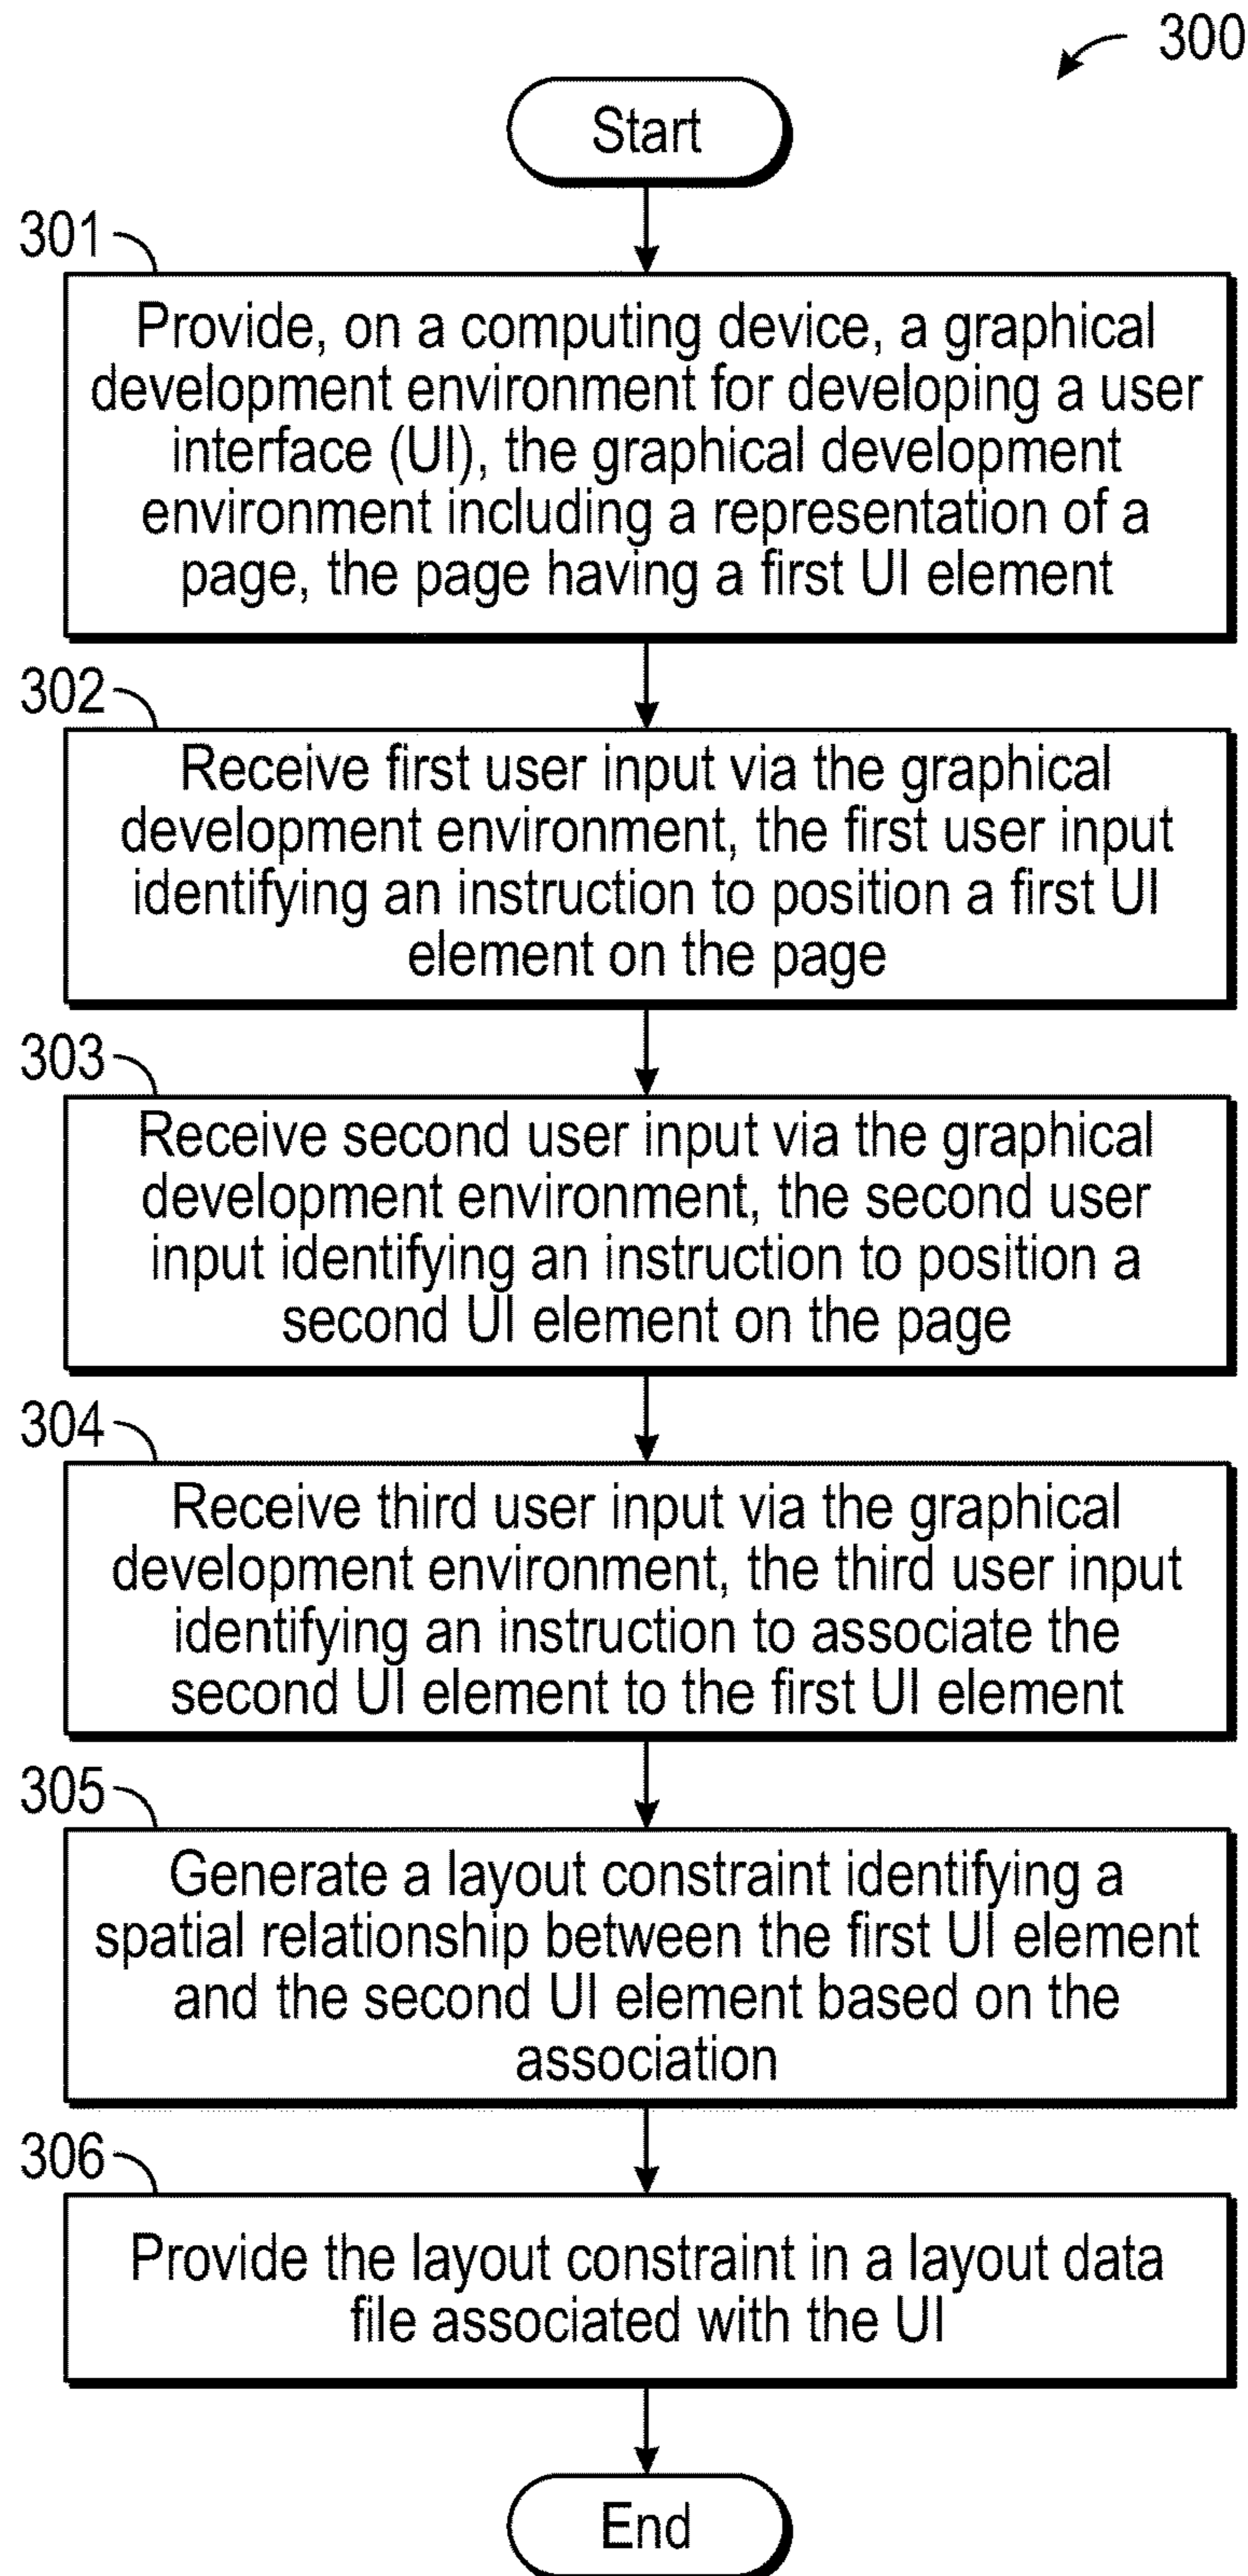 300
Start
301
Provide, on a computing device, a graphical
development environment for developing a user
interface (UI), the graphical development
environment including a representation of a
page, the page having a first UI element
302
Receive first user input via the graphical
development environment, the first user input
identifying an instruction to position a first UI
element on the page
303
Receive second user input via the graphical
development environment, the second user
input identifying an instruction to position a
second UI element on the page
304
Receive third user input via the graphical
development environment, the third user input
identifying an instruction to associate the
second UI element to the first UI element
305
Generate a layout constraint identifying a
spatial relationship between the first UI element
and the second UI element based on the
association
306
Provide the layout constraint in a layout data
file associated with the UI
End